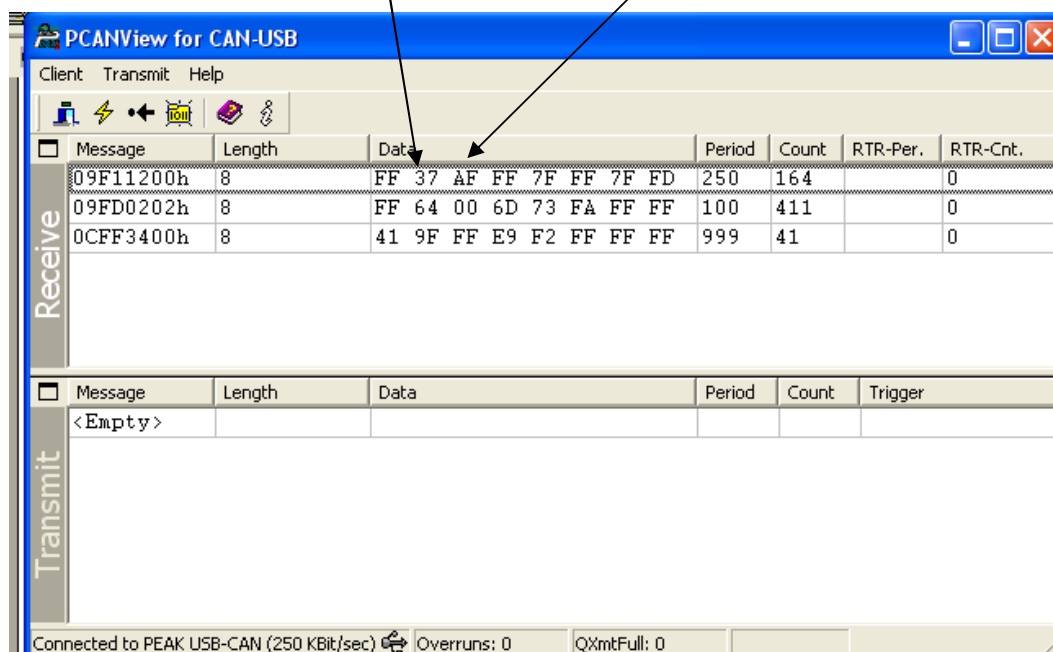 PCANView for CAN-USB
Client Transmit Help
Message Length Data Period Count RTR-Per. RTR-Cnt.
09F11200h 8 FF 37 AF FF 7F FF 7F FD 250 164 0
09FD0202h 8 FF 64 00 6D 73 FA FF FF 100 411 0
0CFF3400h 8 41 9F FF E9 F2 FF FF FF 999 41 0
Receive
Message Length Data Period Count Trigger
<Empty>
Transmit
Connected to PEAK USB-CAN (250 KBit/sec) Overruns: 0 QXmtFull: 0